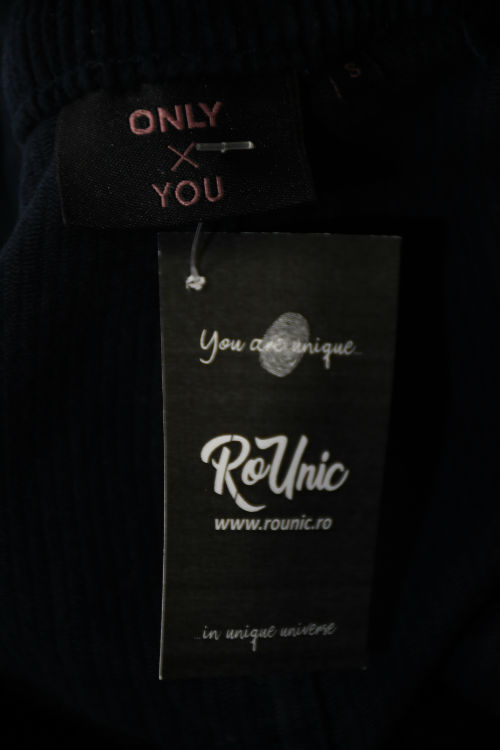 S
ONLY
X
YOU
You are unique...
RoUnic
www.rounic.ro
...in unique universe